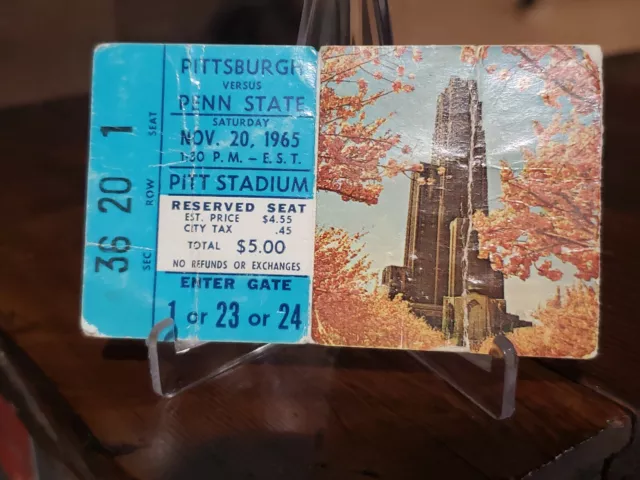 36 20 1
SEC ROW SEAT
PITTSBURGH
VERSUS
PENN STATE
SATURDAY
NOV. 20, 1965
1:30 P. M. - E. S. T.
PITT STADIUM
RESERVED SEAT
EST. PRICE $4.55
CITY TAX .45
TOTAL $5.00
NO REFUNDS OR EXCHANGES
ENTER GATE
1 OR 23 OR 24